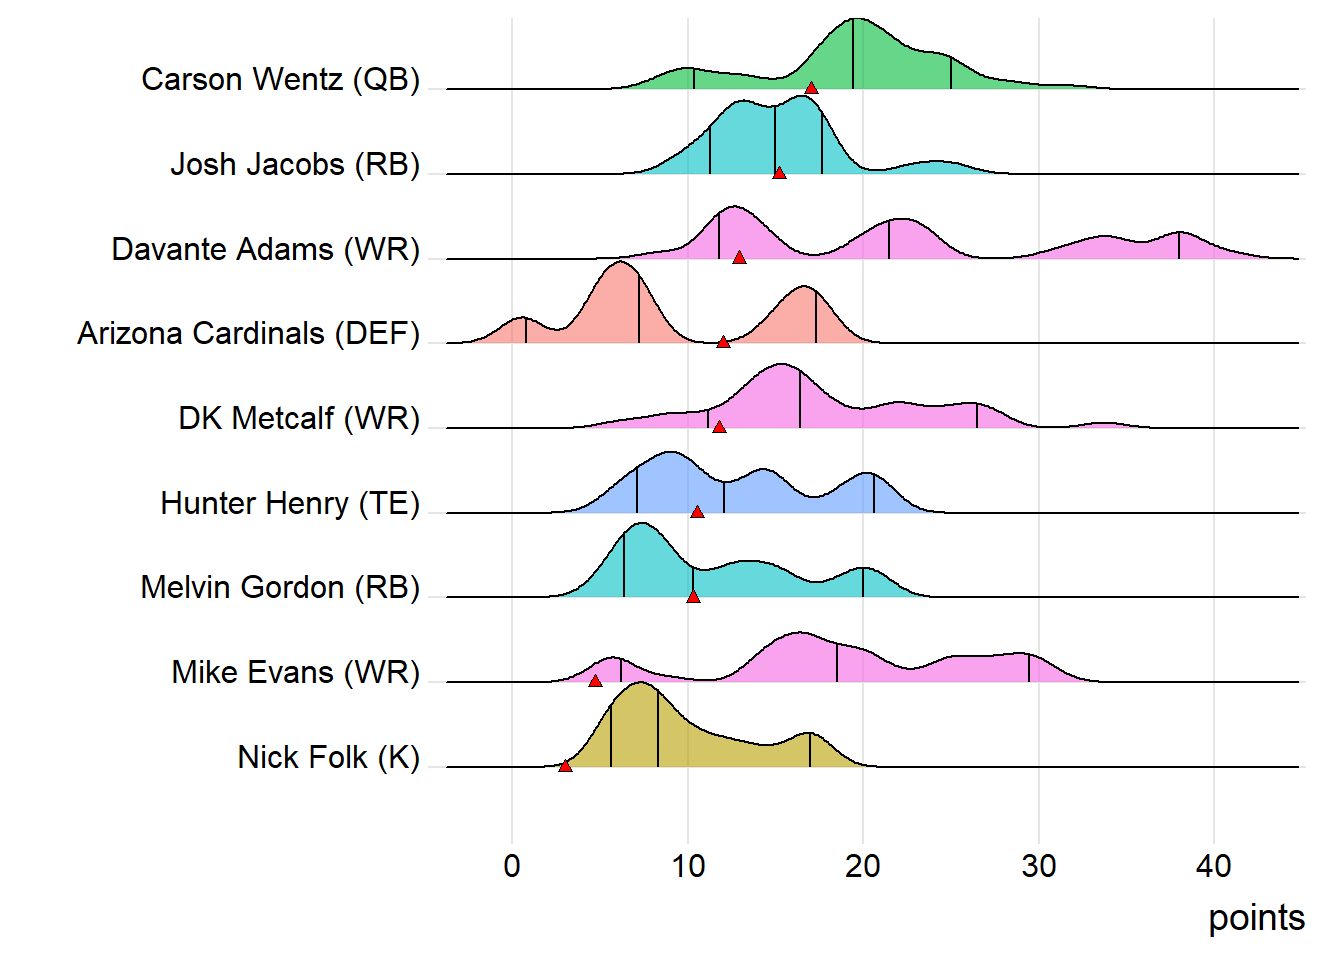 Carson Wentz (QB)
Josh Jacobs (RB)
Davante Adams (WR)
Arizona Cardinals (DEF)
DK Metcalf (WR)
Hunter Henry (TE)
Melvin Gordon (RB)
Mike Evans (WR)
Nick Folk (K)
0 10 20 30 40
points